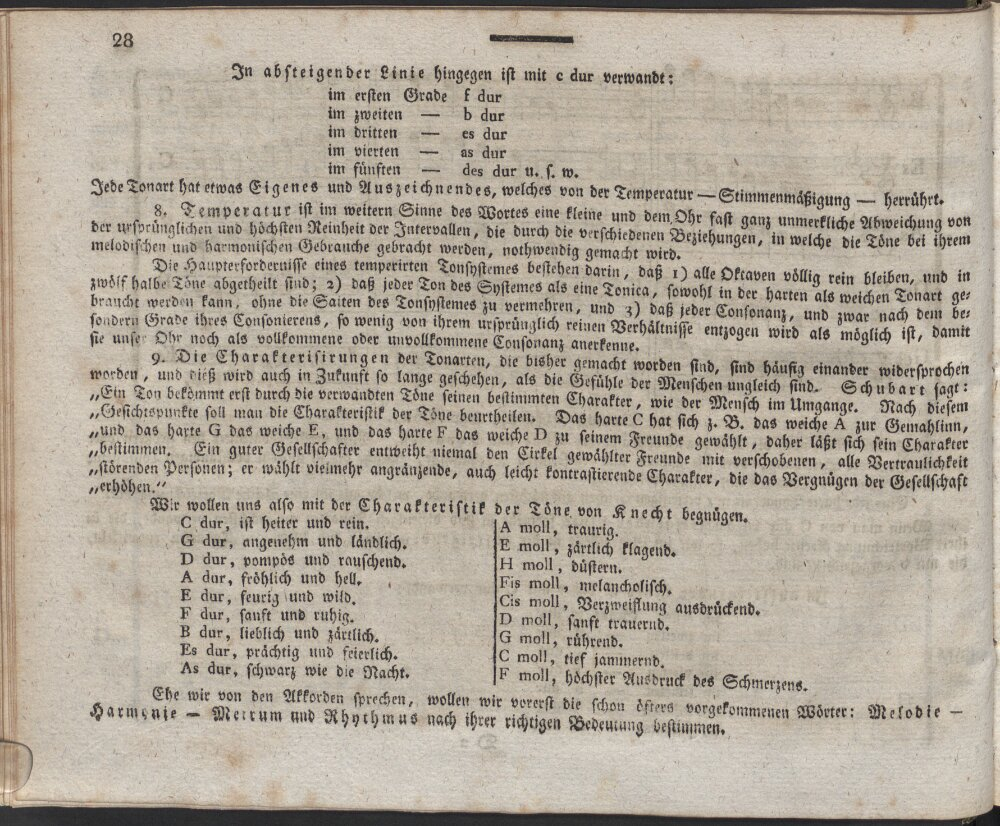 28
In absteigender Linie hingegen ist mit c dur verwandt:
im ersten Grade f dur
im zweiten — b dur
im dritten — es dur
im vierten — as dur
im fünften — des dur u. s. w.
Jede Tonart hat etwas Eigenes und Auszeichnendes, welches von der Temperatur — Stimmenmäßigung — herrührt.
8. Temperatur ist im weitern Sinne des Wortes eine kleine und dem Ohr fast ganz unmerkliche Abweichung von
der ursprünglichen und höchsten Reinheit der Intervallen, die durch die verschiedenen Beziehungen, in welche die Töne bei ihrem
melodischen und harmonischen Gebrauche gebracht werden, nothwendig gemacht wird.
Die Haupterfordernisse eines temperirten Tonsystemes bestehen darin, daß 1) alle Oktaven völlig rein bleiben, und in
zwölf halbe Töne abgetheilt sind; 2) daß jeder Ton des Systemes als eine Tonica, sowohl in der harten als weichen Tonart ge-
braucht werden kann, ohne die Saiten des Tonsystemes zu vermehren, und 3) daß jeder Consonanz, und zwar nach dem be-
sondern Grade ihres Consonierens, so wenig von ihrem ursprünglich reinen Verhältnisse entzogen wird als möglich ist, damit
sie unser Ohr noch als vollkommene oder unvollkommene Consonanz anerkenne.
9. Die Charakterisirungen der Tonarten, die bisher gemacht worden sind, sind häufig einander widersprochen
worden, und dieß wird auch in Zukunft so lange geschehen, als die Gefühle der Menschen ungleich sind. Schubart sagt:
„Ein Ton bekömmt erst durch die verwandten Töne seinen bestimmten Charakter, wie der Mensch im Umgange. Nach diesem
„Gesichtspunkte soll man die Charakteristik der Töne beurtheilen. Das harte C hat sich z. B. das weiche A zur Gemahlinn,
„und das harte G das weiche E, und das harte F das weiche D zu seinem Freunde gewählt, daher läßt sich sein Charakter
„bestimmen. Ein guter Gesellschafter entweiht niemal den Cirkel gewählter Freunde mit verschobenen, alle Vertraulichkeit
„störenden Personen; er wählt vielmehr angränzende, auch leicht kontrastierende Charakter, die das Vergnügen der Gesellschaft
„erhöhen.“
Wir wollen uns also mit der Charakteristik der Töne von Knecht begnügen.
C dur, ist heiter und rein.
G dur, angenehm und ländlich.
D dur, pompös und rauschend.
A dur, fröhlich und hell.
E dur, feurig und wild.
F dur, sanft und ruhig.
B dur, lieblich und zärtlich.
Es dur, prächtig und feierlich.
As dur, schwarz wie die Nacht.
A moll, traurig.
E moll, zärtlich klagend.
H moll, düstern.
Fis moll, melancholisch.
Cis moll, Verzweiflung ausdrückend.
D moll, sanft trauernd.
G moll, rührend.
C moll, tief jammernd.
F moll, höchster Ausdruck des Schmerzens.
Ehe wir von den Akkorden sprechen, wollen wir vorerst die schon öfters vorgekommenen Wörter: Melodie —
Harmonie — Metrum und Rhythmus nach ihrer richtigen Bedeutung bestimmen.